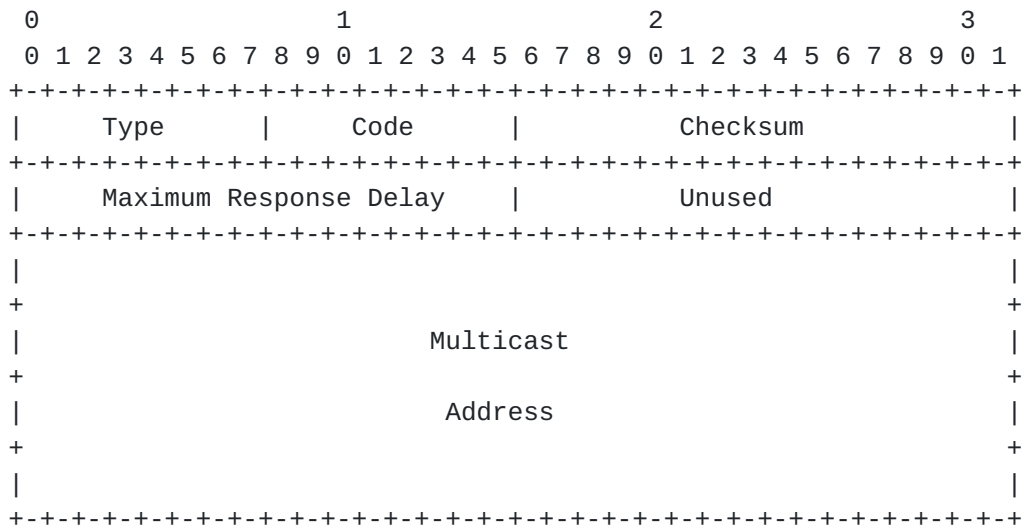 0                   1                   2                   3
0 1 2 3 4 5 6 7 8 9 0 1 2 3 4 5 6 7 8 9 0 1 2 3 4 5 6 7 8 9 0 1
+-+-+-+-+-+-+-+-+-+-+-+-+-+-+-+-+-+-+-+-+-+-+-+-+-+-+-+-+-+-+-+-+
|     Type      |     Code      |          Checksum             |
+-+-+-+-+-+-+-+-+-+-+-+-+-+-+-+-+-+-+-+-+-+-+-+-+-+-+-+-+-+-+-+-+
|     Maximum Response Delay    |          Unused               |
+-+-+-+-+-+-+-+-+-+-+-+-+-+-+-+-+-+-+-+-+-+-+-+-+-+-+-+-+-+-+-+-+
|                                                               |
+                                                               +
|                          Multicast                            |
+                                                               +
|                           Address                             |
+                                                               +
|                                                               |
+-+-+-+-+-+-+-+-+-+-+-+-+-+-+-+-+-+-+-+-+-+-+-+-+-+-+-+-+-+-+-+-+